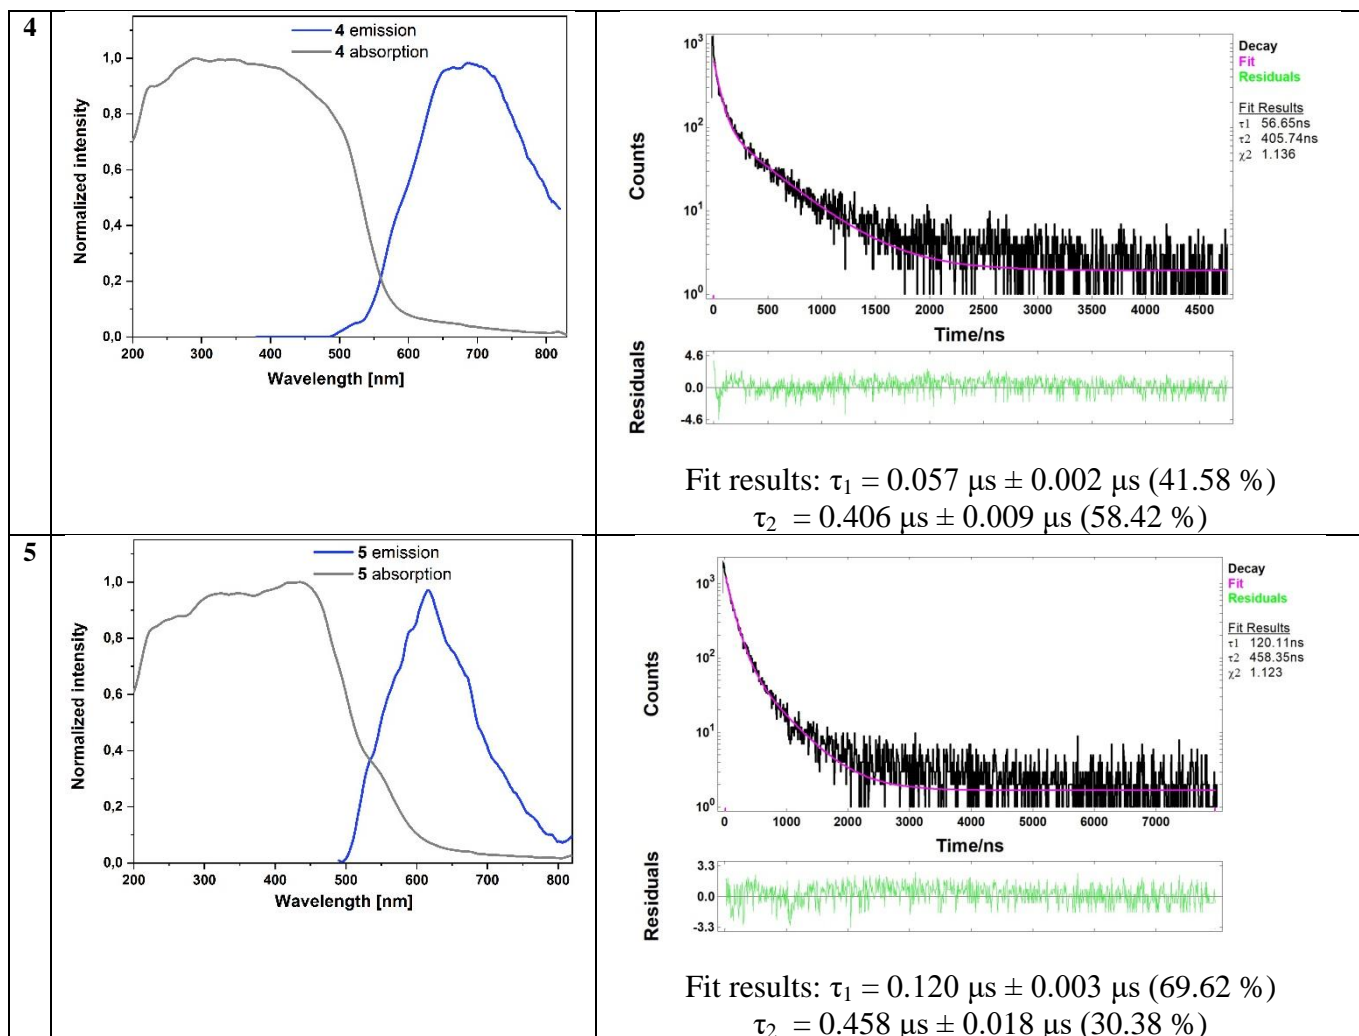 4
4 emission
4 absorption
1,0
0,8
0,6
0,4
0,2
0,0
Normalized intensity
200 300 400 500 600 700 800
Wavelength [nm]
10³
10²
10¹
10⁰
Counts
Decay
Fit
Residuals
Fit Results
τ1 56.65ns
τ2 405.74ns
χ2 1.136
0 500 1000 1500 2000 2500 3000 3500 4000 4500
Time/ns
4.6
0.0
-4.6
Residuals
Fit results: τ₁ = 0.057 μs ± 0.002 μs (41.58 %)
τ₂ = 0.406 μs ± 0.009 μs (58.42 %)
5
5 emission
5 absorption
1,0
0,8
0,6
0,4
0,2
0,0
Normalized intensity
200 300 400 500 600 700 800
Wavelength [nm]
10³
10²
10¹
10⁰
Counts
Decay
Fit
Residuals
Fit Results
τ1 120.11ns
τ2 458.35ns
χ2 1.123
0 1000 2000 3000 4000 5000 6000 7000
Time/ns
3.3
0.0
-3.3
Residuals
Fit results: τ₁ = 0.120 μs ± 0.003 μs (69.62 %)
τ₂ = 0.458 μs ± 0.018 μs (30.38 %)